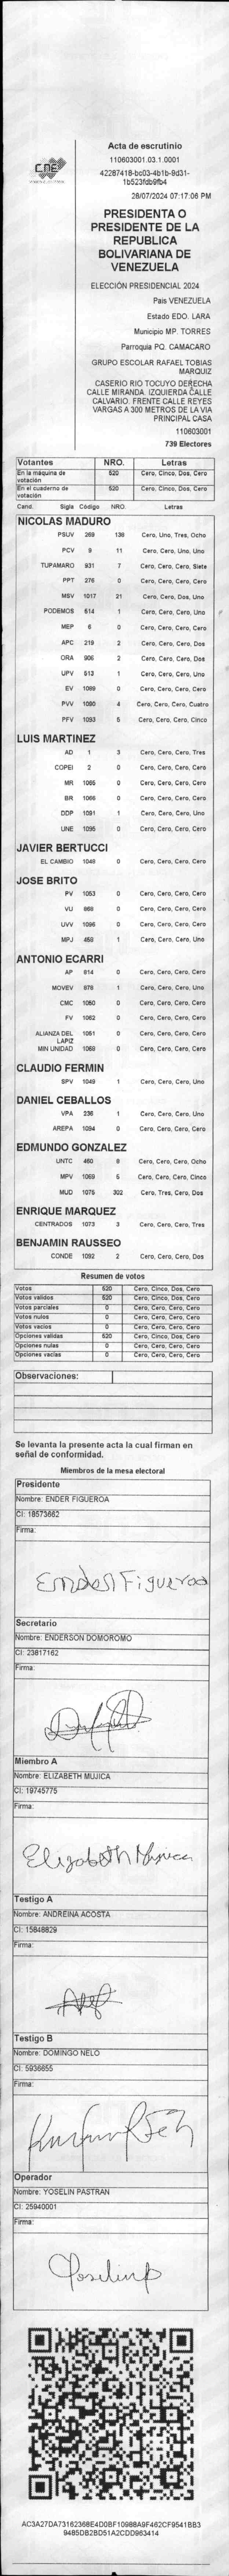 CNE
Acta de escrutinio
110603001.03.1.0001
42287418-bc03-4b1b-9d31-
1b523fdb9fb4
28/07/2024 07:17:06 PM
PRESIDENTA O
PRESIDENTE DE LA
REPUBLICA
BOLIVARIANA DE
VENEZUELA
ELECCIÓN PRESIDENCIAL 2024
Pais VENEZUELA
Estado EDO. LARA
Municipio MP. TORRES
Parroquia PQ. CAMACARO
GRUPO ESCOLAR RAFAEL TOBIAS
MARQUIZ
CASERIO RIO TOCUYO DERECHA
CALLE MIRANDA. IZQUIERDA CALLE
CALVARIO. FRENTE CALLE REYES
VARGAS A 300 METROS DE LA VIA
PRINCIPAL CASA
110603001
739 Electores
Votantes NRO. Letras
En la máquina de votación 520 Cero, Cinco, Dos, Cero
En el cuaderno de votación 520 Cero, Cinco, Dos, Cero
Cand. Sigla Código NRO. Letras
NICOLAS MADURO
PSUV 269 138 Cero, Uno, Tres, Ocho
PCV 9 11 Cero, Cero, Uno, Uno
TUPAMARO 931 7 Cero, Cero, Cero, Siete
PPT 276 0 Cero, Cero, Cero, Cero
MSV 1017 21 Cero, Cero, Dos, Uno
PODEMOS 614 1 Cero, Cero, Cero, Uno
MEP 6 0 Cero, Cero, Cero, Cero
APC 219 2 Cero, Cero, Cero, Dos
ORA 906 2 Cero, Cero, Cero, Dos
UPV 513 1 Cero, Cero, Cero, Uno
EV 1089 0 Cero, Cero, Cero, Cero
PVV 1090 4 Cero, Cero, Cero, Cuatro
PFV 1093 5 Cero, Cero, Cero, Cinco
LUIS MARTINEZ
AD 1 3 Cero, Cero, Cero, Tres
COPEI 2 0 Cero, Cero, Cero, Cero
MR 1065 0 Cero, Cero, Cero, Cero
BR 1066 0 Cero, Cero, Cero, Cero
DDP 1091 1 Cero, Cero, Cero, Uno
UNE 1095 0 Cero, Cero, Cero, Cero
JAVIER BERTUCCI
EL CAMBIO 1046 0 Cero, Cero, Cero, Cero
JOSE BRITO
PV 1053 0 Cero, Cero, Cero, Cero
VU 868 0 Cero, Cero, Cero, Cero
UVV 1096 0 Cero, Cero, Cero, Cero
MPJ 458 1 Cero, Cero, Cero, Uno
ANTONIO ECARRI
AP 814 0 Cero, Cero, Cero, Cero
MOVEV 878 1 Cero, Cero, Cero, Uno
CMC 1050 0 Cero, Cero, Cero, Cero
FV 1062 0 Cero, Cero, Cero, Cero
ALIANZA DEL LAPIZ 1051 0 Cero, Cero, Cero, Cero
MIN UNIDAD 1068 0 Cero, Cero, Cero, Cero
CLAUDIO FERMIN
SPV 1049 1 Cero, Cero, Cero, Uno
DANIEL CEBALLOS
VPA 236 1 Cero, Cero, Cero, Uno
AREPA 1094 0 Cero, Cero, Cero, Cero
EDMUNDO GONZALEZ
UNTC 460 8 Cero, Cero, Cero, Ocho
MPV 1069 5 Cero, Cero, Cero, Cinco
MUD 1075 302 Cero, Tres, Cero, Dos
ENRIQUE MARQUEZ
CENTRADOS 1073 3 Cero, Cero, Cero, Tres
BENJAMIN RAUSSEO
CONDE 1092 2 Cero, Cero, Cero, Dos
Resumen de votos
Votos 520 Cero, Cinco, Dos, Cero
Votos validos 520 Cero, Cinco, Dos, Cero
Votos parciales 0 Cero, Cero, Cero, Cero
Votos nulos 0 Cero, Cero, Cero, Cero
Votos vacios 0 Cero, Cero, Cero, Cero
Opciones validas 520 Cero, Cinco, Dos, Cero
Opciones nulas 0 Cero, Cero, Cero, Cero
Opciones vacias 0 Cero, Cero, Cero, Cero
Observaciones:
Se levanta la presente acta la cual firman en
señal de conformidad.
Miembros de la mesa electoral
Presidente
Nombre: ENDER FIGUEROA
CI: 18573662
Firma:
Ender Figueroa
Secretario
Nombre: ENDERSON DOMOROMO
CI: 23817162
Firma:
Miembro A
Nombre: ELIZABETH MUJICA
CI: 19745775
Firma:
Elizabeth Mujica
Testigo A
Nombre: ANDREINA ACOSTA
CI: 15848829
Firma:
Testigo B
Nombre: DOMINGO NELO
CI: 5936655
Firma:
Operador
Nombre: YOSELIN PASTRAN
CI: 25940001
Firma:
Yoselin P
AC3A27DA73162368E4D0BF10988A9F462CF9541BB3
9485DB2BD51A2CDD963414